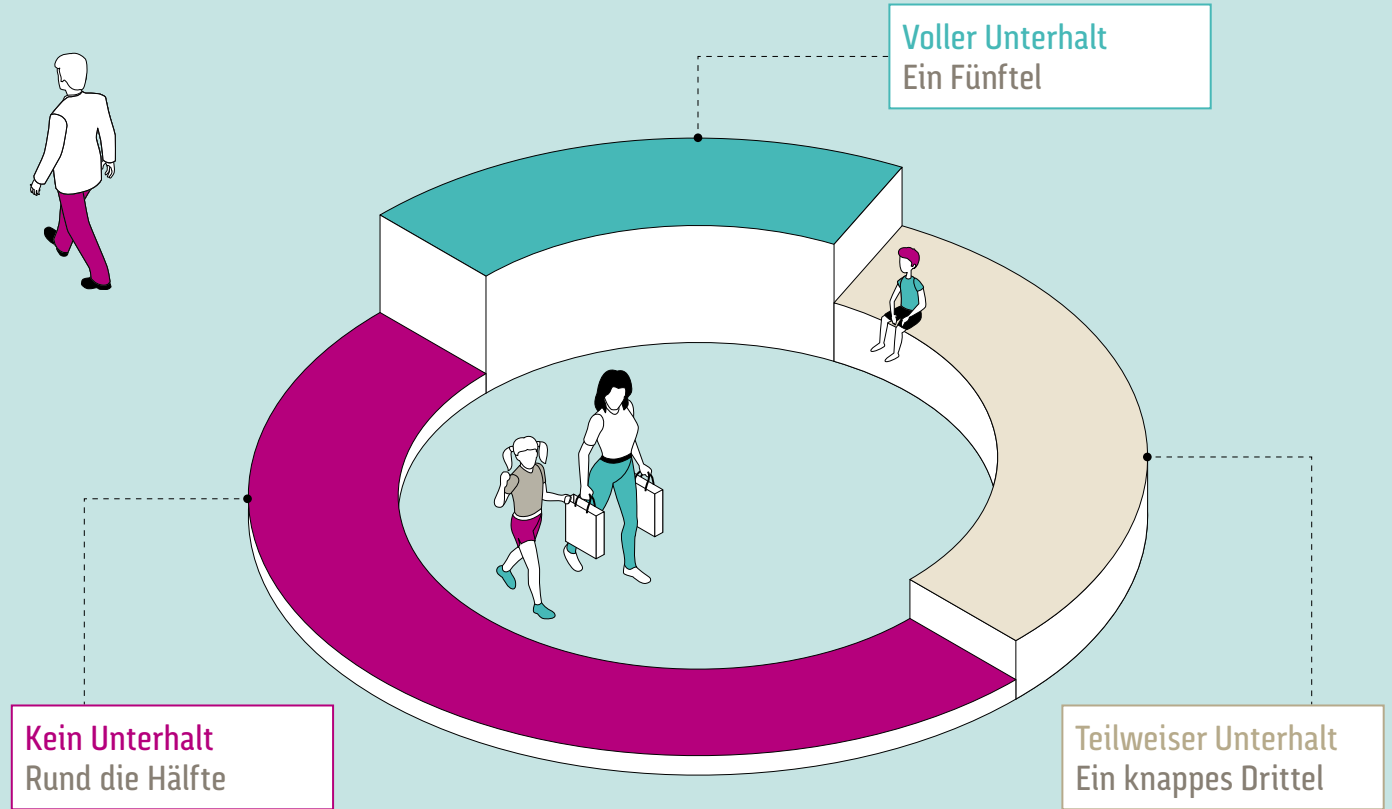 Voller Unterhalt
Ein Fünftel
Kein Unterhalt
Rund die Hälfte
Teilweiser Unterhalt
Ein knappes Drittel